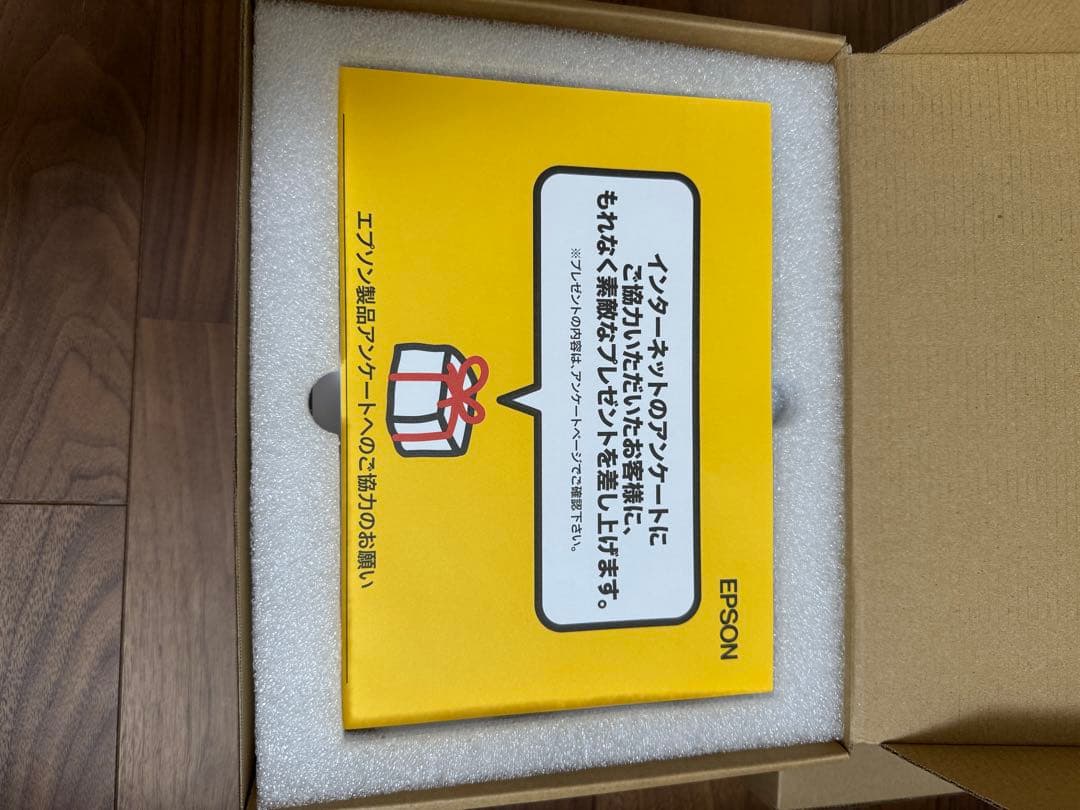 EPSON
インターネットのアンケートに
ご協力いただいたお客様に、
もれなく素敵なプレゼントを差し上げます。
※プレゼントの内容は、アンケートページでご確認下さい。
エプソン製品アンケートへのご協力のお願い